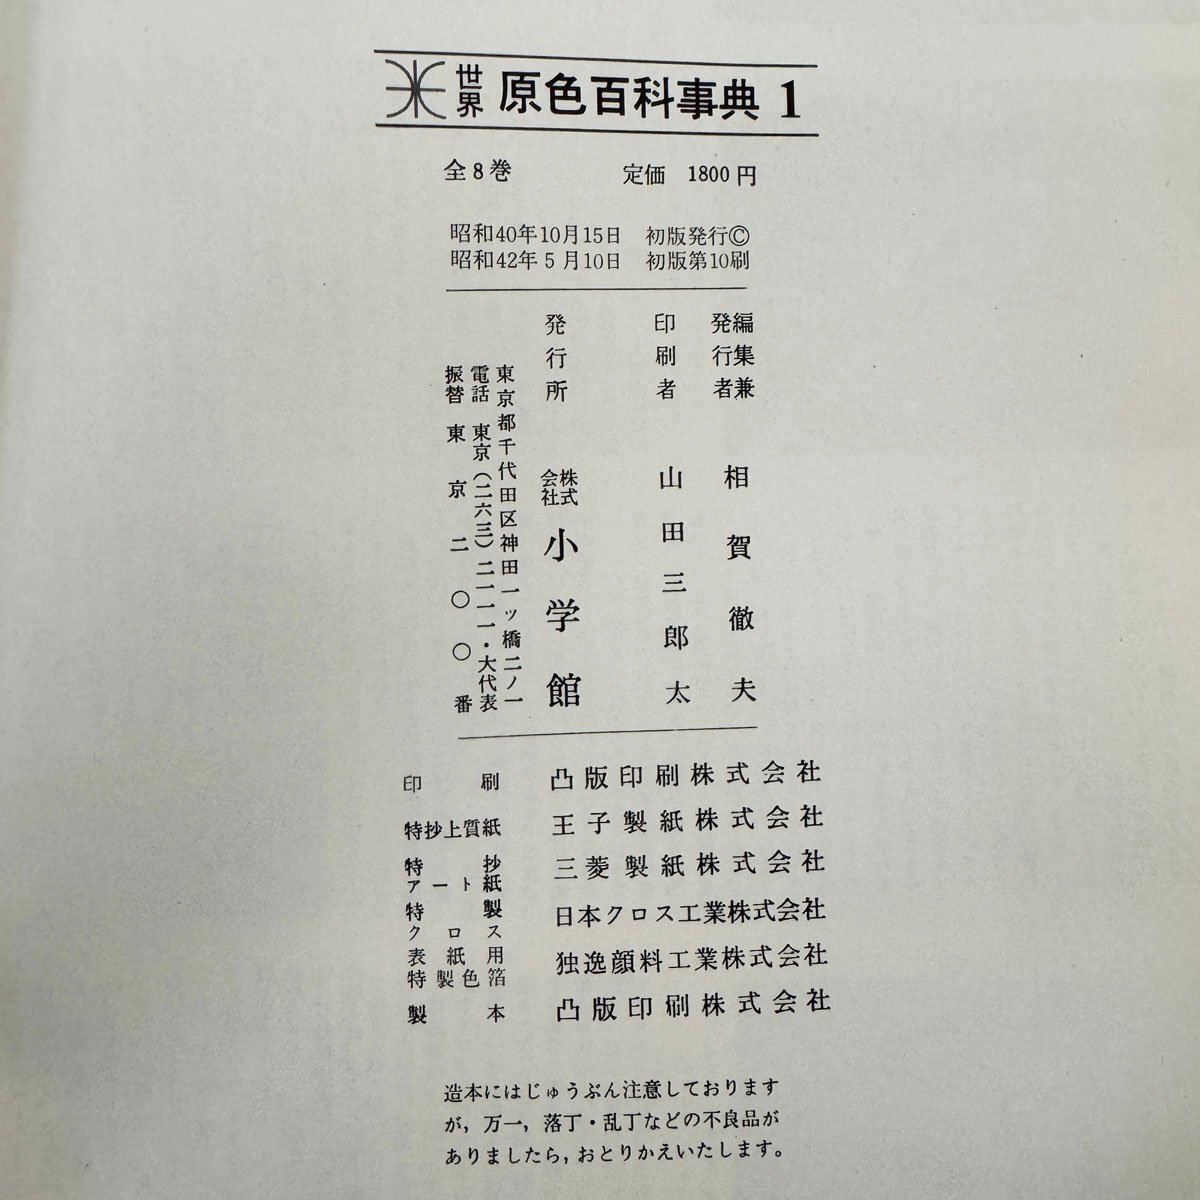 世界 原色百科事典 1
全8巻 定価 1800円
昭和40年10月15日 初版発行©
昭和42年5月10日 初版第10刷
編集兼発行者 相賀徹夫
印刷者 山田三郎太
発行所 株式会社 小学館
東京都千代田区神田一ッ橋二ノ一
電話 東京(二六三)二一一一・大代表
振替 東京 二〇〇番
印刷 凸版印刷株式会社
特抄上質紙 王子製紙株式会社
特抄アート紙 三菱製紙株式会社
特製クロス 日本クロス工業株式会社
表紙用特製色箔 独逸顔料工業株式会社
製本 凸版印刷株式会社
造本にはじゅうぶん注意しております
が，万一，落丁・乱丁などの不良品が
ありましたら，おとりかえいたします。